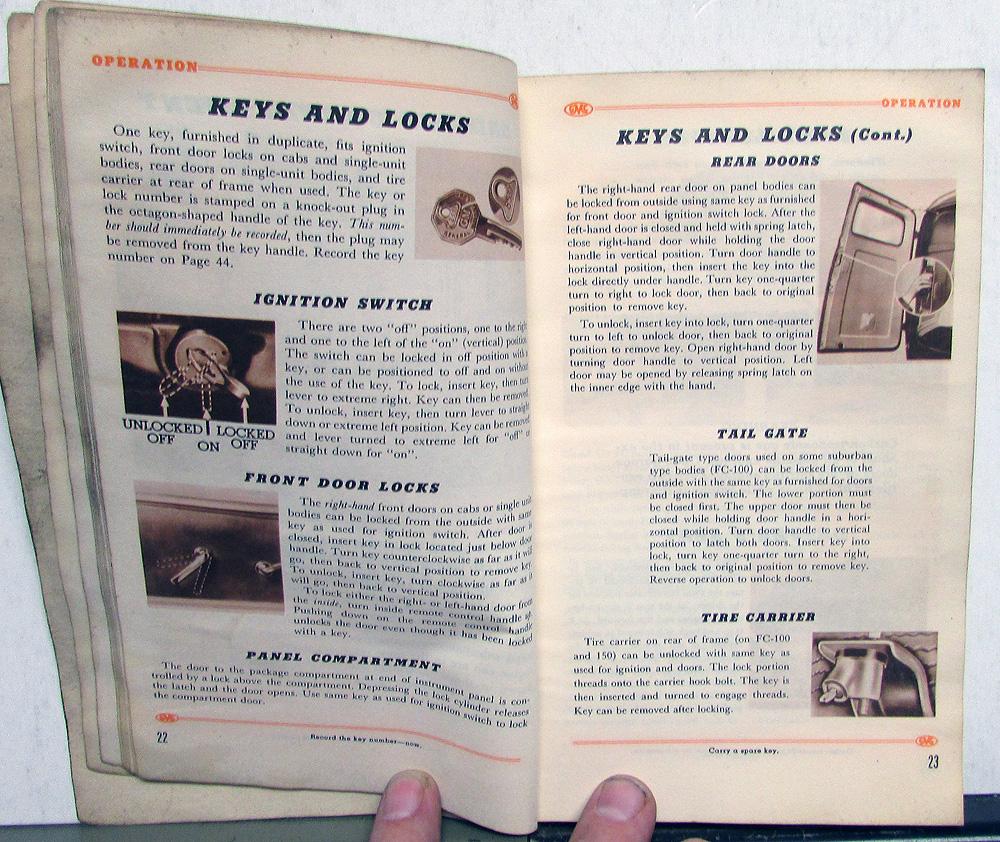 OPERATION
KEYS AND LOCKS
One key, furnished in duplicate, fits ignition
switch, front door locks on cabs and single-unit
bodies, rear doors on single-unit bodies, and tire
carrier at rear of frame when used. The key or
lock number is stamped on a knock-out plug in
the octagon-shaped handle of the key. This num-
ber should immediately be recorded, then the plug may
be removed from the key handle. Record the key
number on Page 44.
GENERAL
IGNITION SWITCH
There are two "off" positions, one to the right
and one to the left of the "on" (vertical) position.
The switch can be locked in off position with a
key, or can be positioned to off and on without
the use of the key. To lock, insert key, then turn
lever to extreme right. Key can then be removed.
To unlock, insert key, then turn lever to straight
down or extreme left position. Key can be removed
and lever turned to extreme left for "off" or
straight down for "on".
UNLOCKED LOCKED
OFF ON OFF
FRONT DOOR LOCKS
The right-hand front doors on cabs or single unit
bodies can be locked from the outside with same
key as used for ignition switch. After door is
closed, insert key in lock located just below door
handle. Turn key counterclockwise as far as it will
go, then back to vertical position to remove key.
To unlock, insert key, turn clockwise as far as it
will go, then back to vertical position.
To lock either the right- or left-hand door from
the inside, turn inside remote control handle up.
Pushing down on the remote control handle
unlocks the door even though it has been locked
with a key.
PANEL COMPARTMENT
The door to the package compartment at end of instrument panel is con-
trolled by a lock above the compartment. Depressing the lock cylinder releases
the latch and the door opens. Use same key as used for ignition switch to lock
the compartment door.
GMC
22
Record the key number—now.
GMC
OPERATION
KEYS AND LOCKS (Cont.)
REAR DOORS
The right-hand rear door on panel bodies can
be locked from outside using same key as furnished
for front door and ignition switch lock. After the
left-hand door is closed and held with spring latch,
close right-hand door while holding the door
handle in vertical position. Turn door handle to
horizontal position, then insert the key into the
lock directly under handle. Turn key one-quarter
turn to right to lock door, then back to original
position to remove key.
To unlock, insert key into lock, turn one-quarter
turn to left to unlock door, then back to original
position to remove key. Open right-hand door by
turning door handle to vertical position. Left
door may be opened by releasing spring latch on
the inner edge with the hand.
TAIL GATE
Tail-gate type doors used on some suburban
type bodies (FC-100) can be locked from the
outside with the same key as furnished for doors
and ignition switch. The lower portion must
be closed first. The upper door must then be
closed while holding door handle in a hori-
zontal position. Turn door handle to vertical
position to latch both doors. Insert key into
lock, turn key one-quarter turn to the right,
then back to original position to remove key.
Reverse operation to unlock doors.
TIRE CARRIER
Tire carrier on rear of frame (on FC-100
and 150) can be unlocked with same key as
used for ignition and doors. The lock portion
threads onto the carrier hook bolt. The key is
then inserted and turned to engage threads.
Key can be removed after locking.
GMC
Carry a spare key.
23